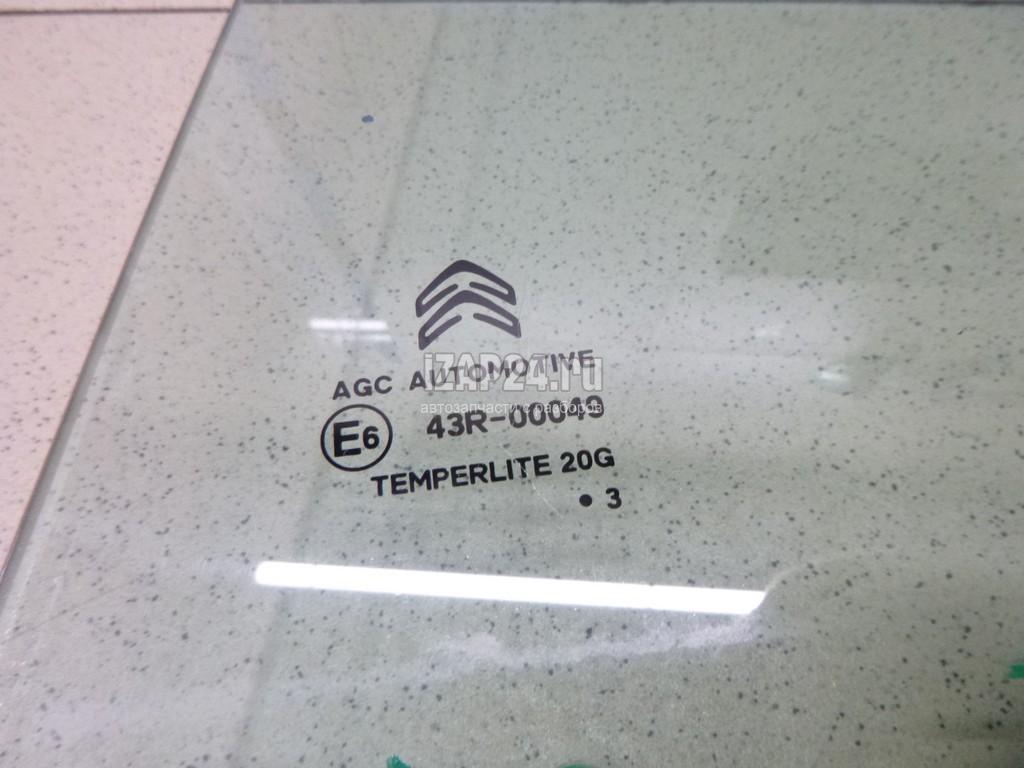 AGC AUTOMOTIVE
iZAP24.ru
автозапчасти с разборов
E6 43R-00049
TEMPERLITE 20G
• 3